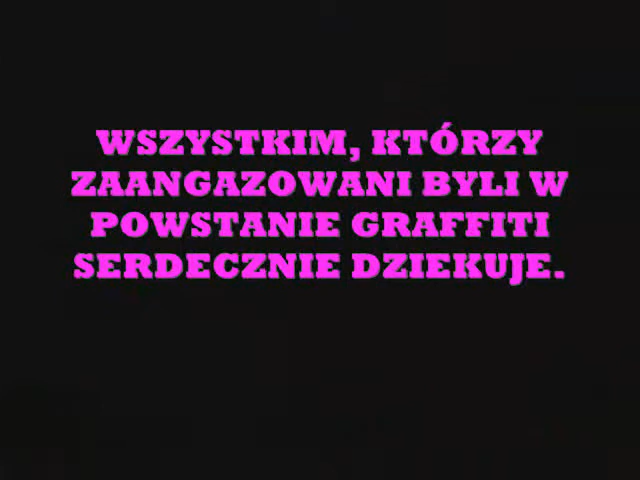 WSZYSTKIM, KTÓRZY
ZAANGAZOWANI BYLI W
POWSTANIE GRAFFITI
SERDECZNIE DZIEKUJE.